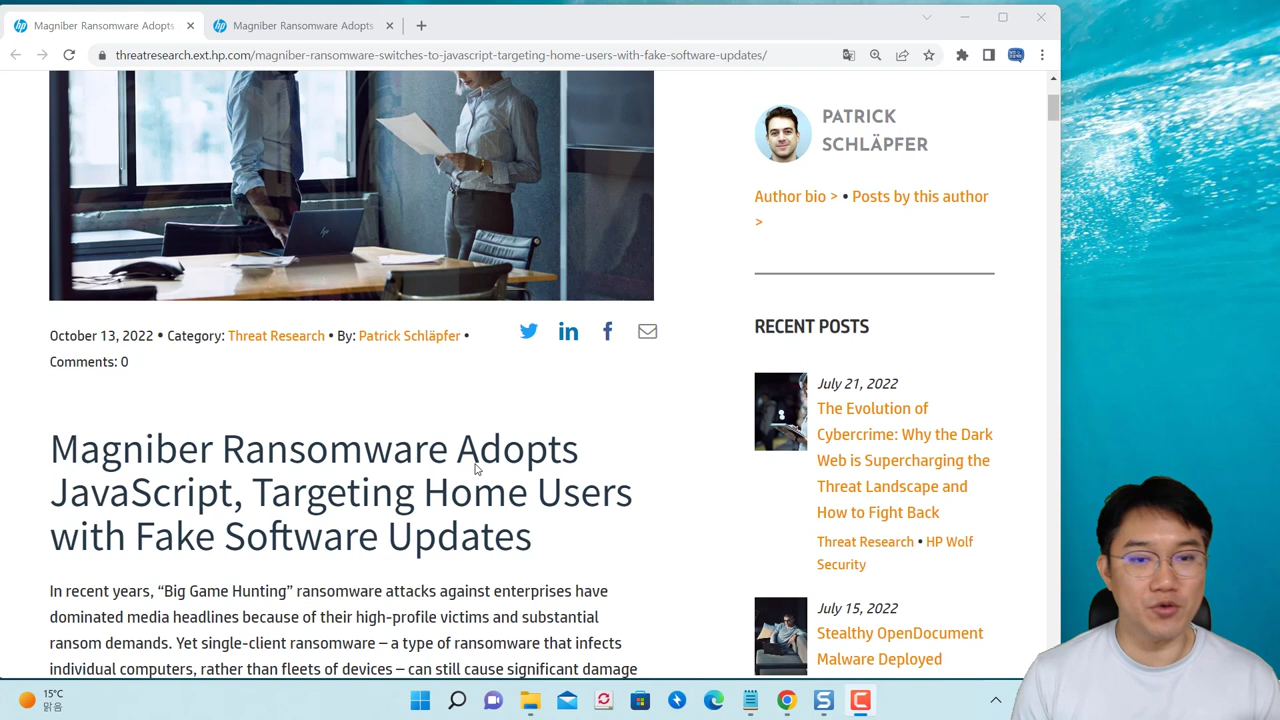 Magniber Ransomware Adopts
Magniber Ransomware Adopts
threatresearch.ext.hp.com/magniber-ransomware-switches-to-javascript-targeting-home-users-with-fake-software-updates/
PATRICK
SCHLÄPFER
Author bio > • Posts by this author
>
October 13, 2022 • Category: Threat Research • By: Patrick Schläpfer •
Comments: 0
Magniber Ransomware Adopts
JavaScript, Targeting Home Users
with Fake Software Updates
In recent years, “Big Game Hunting” ransomware attacks against enterprises have
dominated media headlines because of their high-profile victims and substantial
ransom demands. Yet single-client ransomware – a type of ransomware that infects
individual computers, rather than fleets of devices – can still cause significant damage
RECENT POSTS
July 21, 2022
The Evolution of
Cybercrime: Why the Dark
Web is Supercharging the
Threat Landscape and
How to Fight Back
Threat Research • HP Wolf
Security
July 15, 2022
Stealthy OpenDocument
Malware Deployed
15°C
맑음